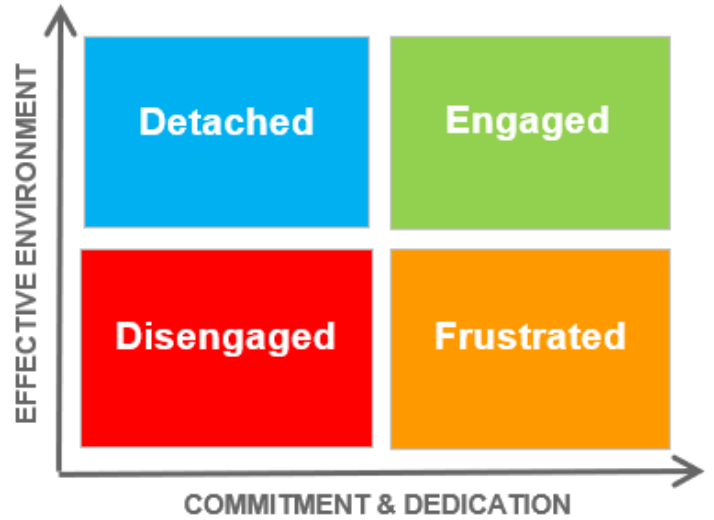 EFFECTIVE ENVIRONMENT
Detached
Engaged
Disengaged
Frustrated
COMMITMENT & DEDICATION